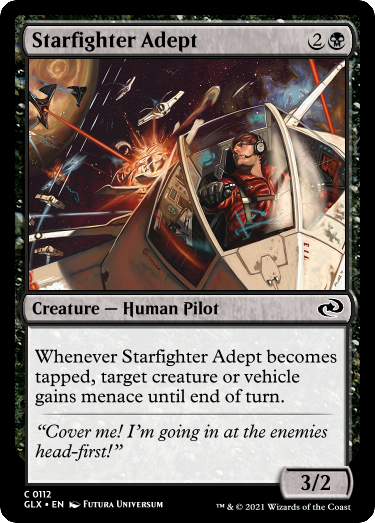 Starfighter Adept 2
Creature — Human Pilot
Whenever Starfighter Adept becomes
tapped, target creature or vehicle
gains menace until end of turn.
“Cover me! I’m going in at the enemies
head-first!”
3/2
C 0112
GLX • EN Futura Universum
™ & © 2021 Wizards of the Coast